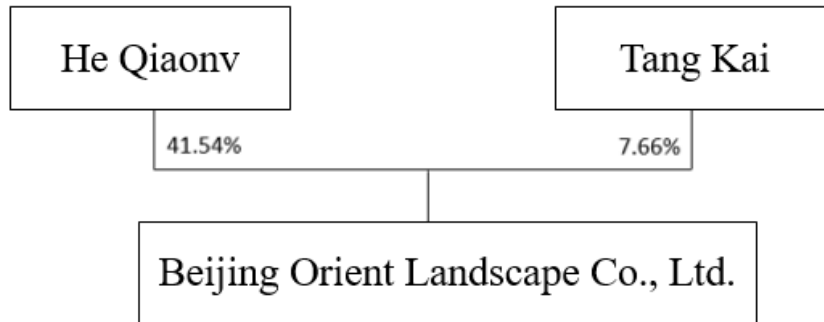 He Qiaonv
Tang Kai
41.54%
7.66%
Beijing Orient Landscape Co., Ltd.